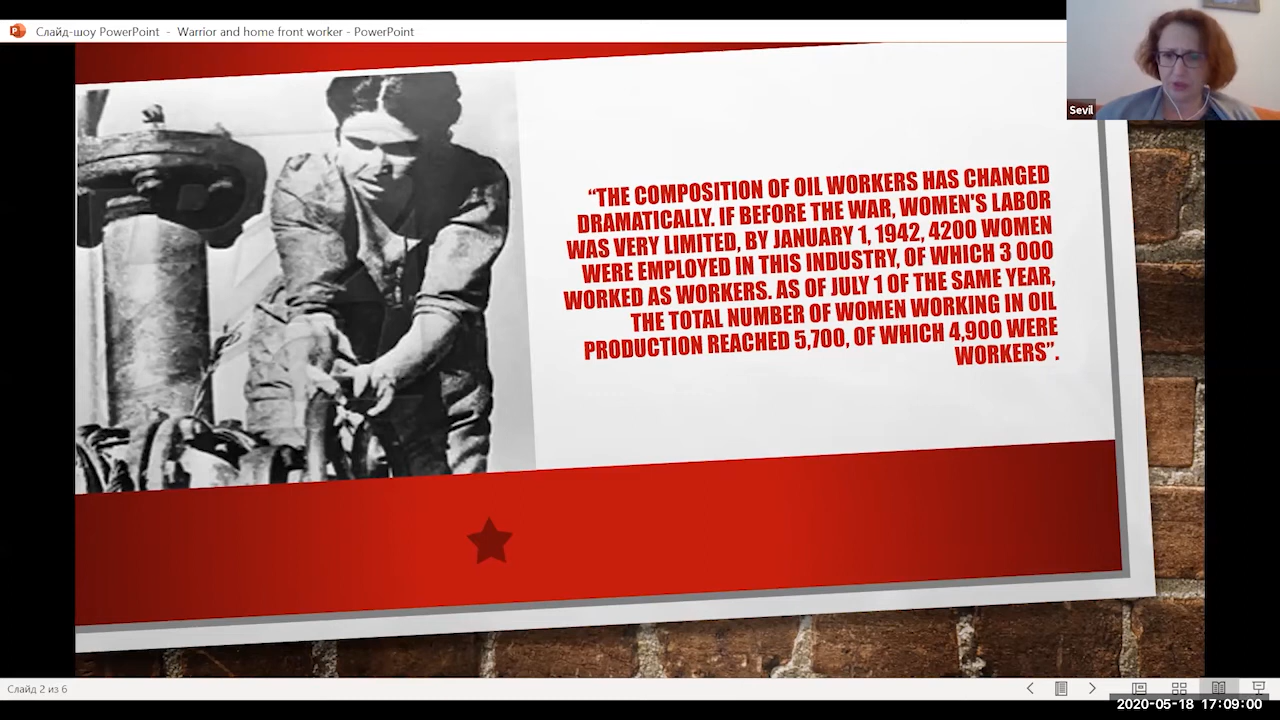 Слайд-шоу PowerPoint - Warrior and home front worker - PowerPoint
Sevil
“THE COMPOSITION OF OIL WORKERS HAS CHANGED
DRAMATICALLY. IF BEFORE THE WAR, WOMEN'S LABOR
WAS VERY LIMITED, BY JANUARY 1, 1942, 4200 WOMEN
WERE EMPLOYED IN THIS INDUSTRY, OF WHICH 3 000
WORKED AS WORKERS. AS OF JULY 1 OF THE SAME YEAR,
THE TOTAL NUMBER OF WOMEN WORKING IN OIL
PRODUCTION REACHED 5,700, OF WHICH 4,900 WERE
WORKERS”.
Слайд 2 из 6
2020-05-18 17:09:00